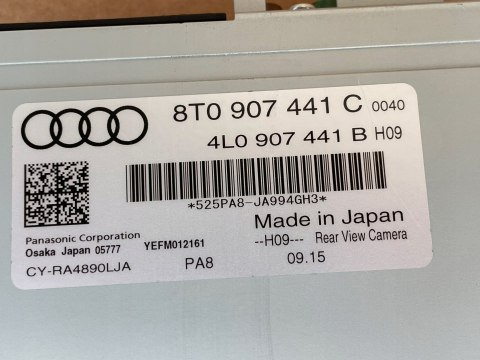 8T0 907 441 C 0040
4L0 907 441 B H09
*525PA8-JA994GH3*
Made in Japan
Panasonic Corporation
Osaka Japan 05777 YEFM012161
--H09--- Rear View Camera
CY-RA4890LJA PA8 09.15